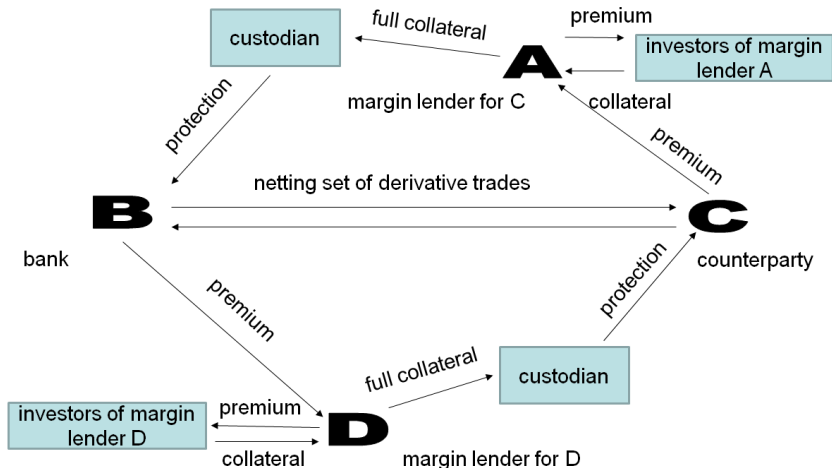 full collateral
premium
custodian
A
investors of margin
lender A
margin lender for C
collateral
protection
premium
netting set of derivative trades
B
C
bank
counterparty
premium
protection
full collateral
custodian
investors of margin
lender D
premium
D
collateral
margin lender for D